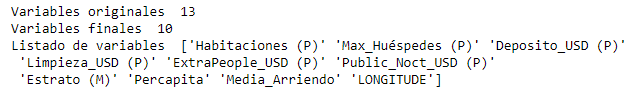 Variables originales  13
Variables finales  10
Listado de variables  ['Habitaciones (P)' 'Max_Huéspedes (P)' 'Deposito_USD (P)'
 'Limpieza_USD (P)' 'ExtraPeople_USD (P)' 'Public_Noct_USD (P)'
 'Estrato (M)' 'Percapita' 'Media_Arriendo' 'LONGITUDE']